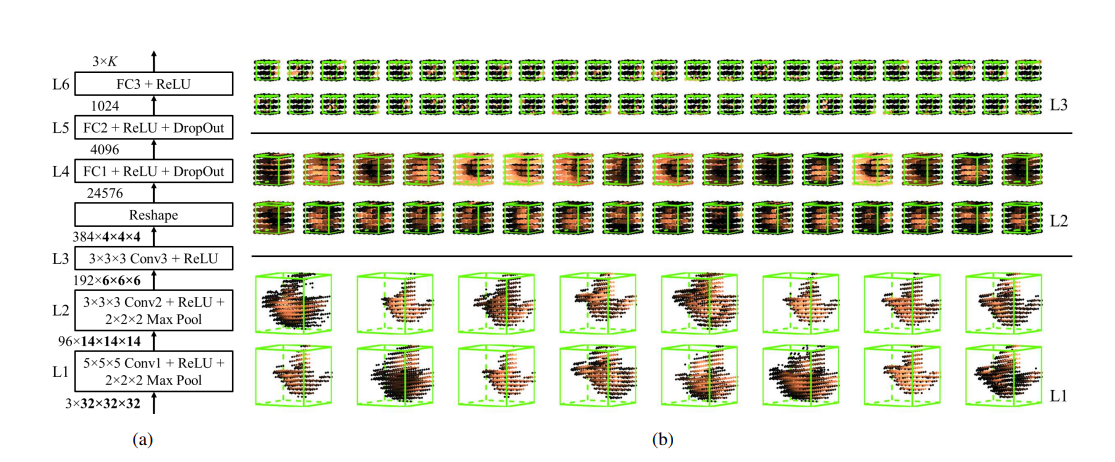 3×K
L6 FC3 + ReLU
1024
L5 FC2 + ReLU + DropOut
4096
L4 FC1 + ReLU + DropOut
24576
Reshape
384×4×4×4
L3 3×3×3 Conv3 + ReLU
192×6×6×6
L2 3×3×3 Conv2 + ReLU +
2×2×2 Max Pool
96×14×14×14
L1 5×5×5 Conv1 + ReLU +
2×2×2 Max Pool
3×32×32×32
(a)
L3
L2
L1
(b)